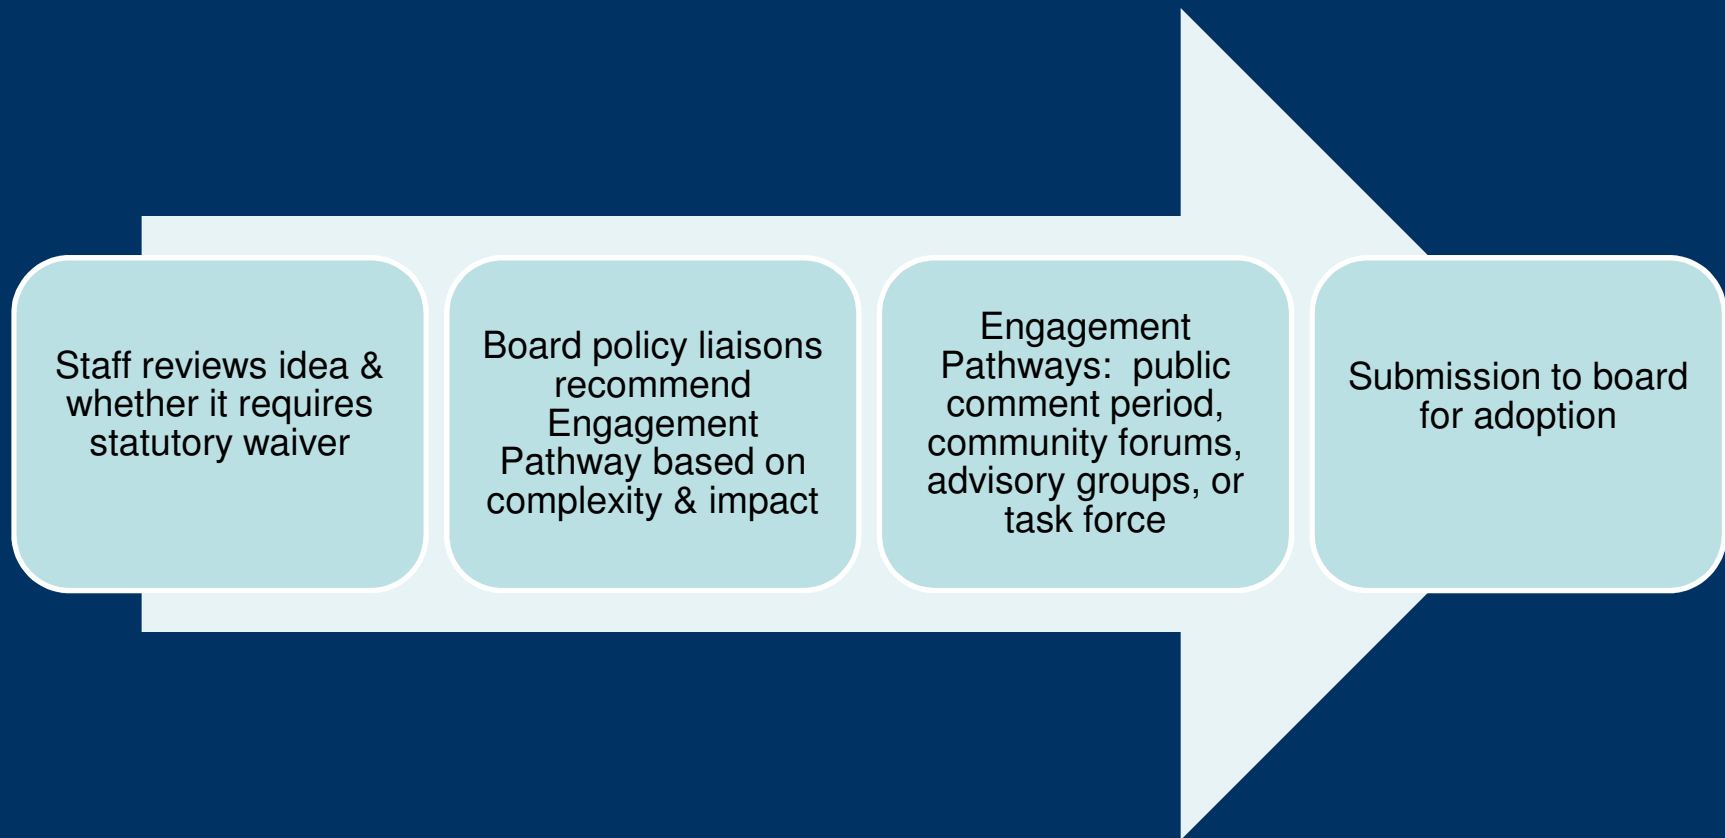 Staff reviews idea &
whether it requires
statutory waiver
Board policy liaisons
recommend
Engagement
Pathway based on
complexity & impact
Engagement
Pathways:  public
comment period,
community forums,
advisory groups, or
task force
Submission to board
for adoption